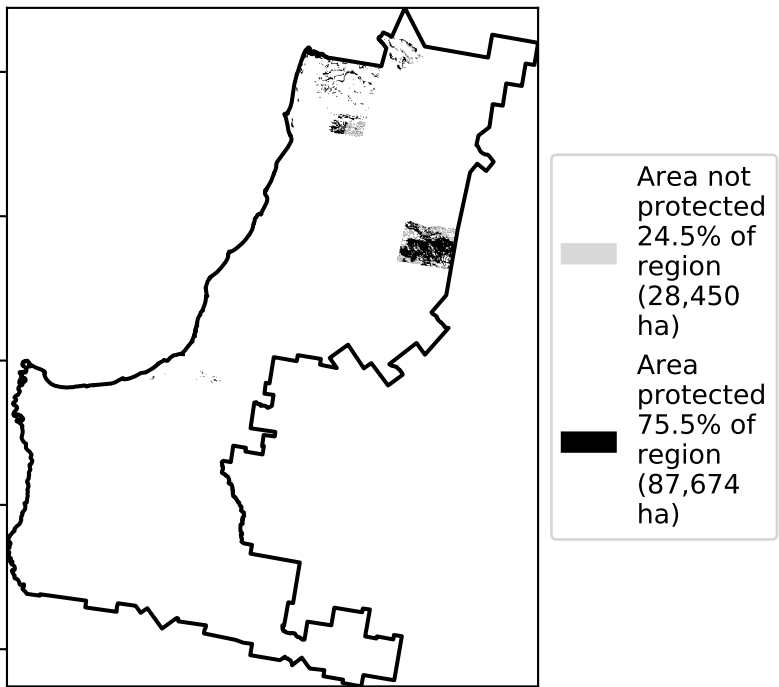 Area not
protected
24.5% of
region
(28,450
ha)
Area
protected
75.5% of
region
(87,674
ha)